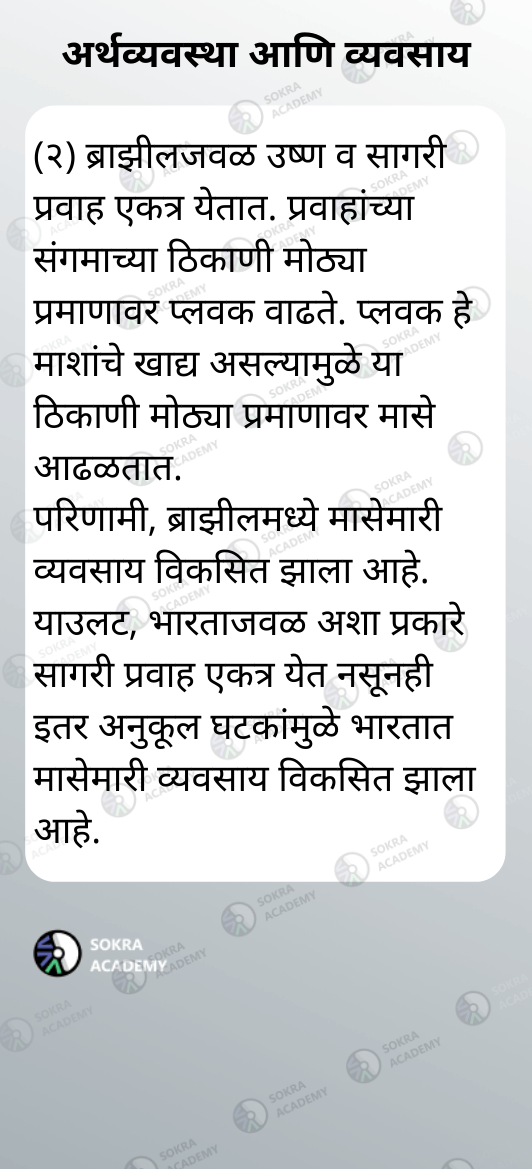 अर्थव्यवस्था आणि व्यवसाय
(२) ब्राझीलजवळ उष्ण व सागरी
प्रवाह एकत्र येतात. प्रवाहांच्या
संगमाच्या ठिकाणी मोठ्या
प्रमाणावर प्लवक वाढते. प्लवक हे
माशांचे खाद्य असल्यामुळे या
ठिकाणी मोठ्या प्रमाणावर मासे
आढळतात.
परिणामी, ब्राझीलमध्ये मासेमारी
व्यवसाय विकसित झाला आहे.
याउलट, भारताजवळ अशा प्रकारे
सागरी प्रवाह एकत्र येत नसूनही
इतर अनुकूल घटकांमुळे भारतात
मासेमारी व्यवसाय विकसित झाला
आहे.
SOKRA
ACADEMY